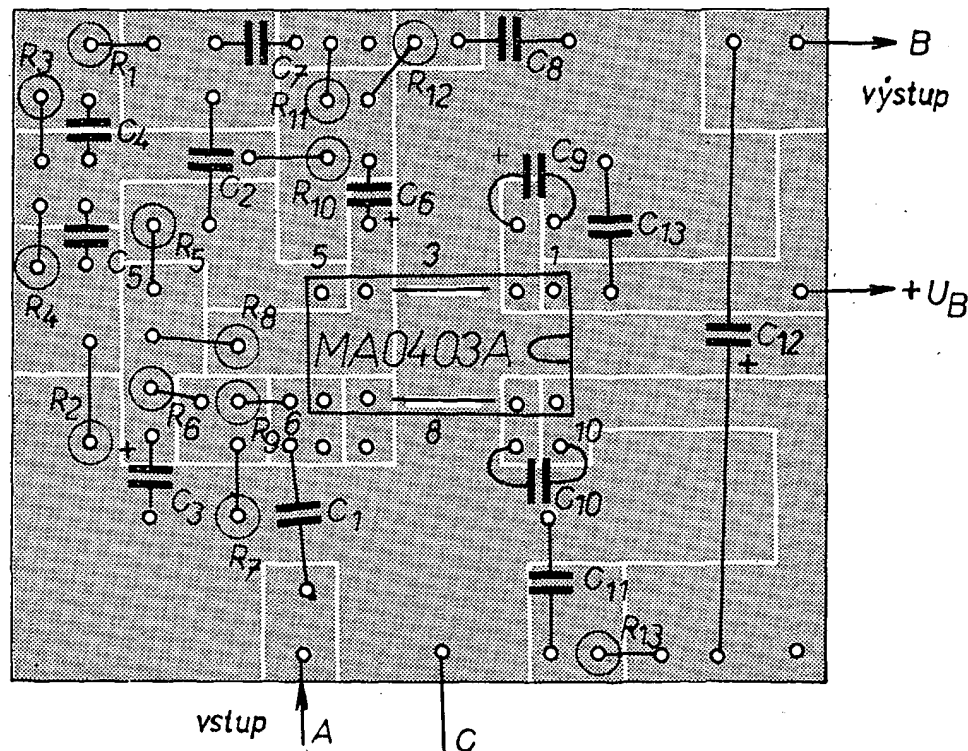 B
výstup
R3
R1
C7
R11
R12
C8
C4
C2
R10
C6
+
+
C9
C13
C5
R5
R4
5
3
1
R8
MA0403A
+UB
C12
+
R2
+
R6
R9
6
8
10
C3
R7
C1
C10
C11
R13
vstup
A
C